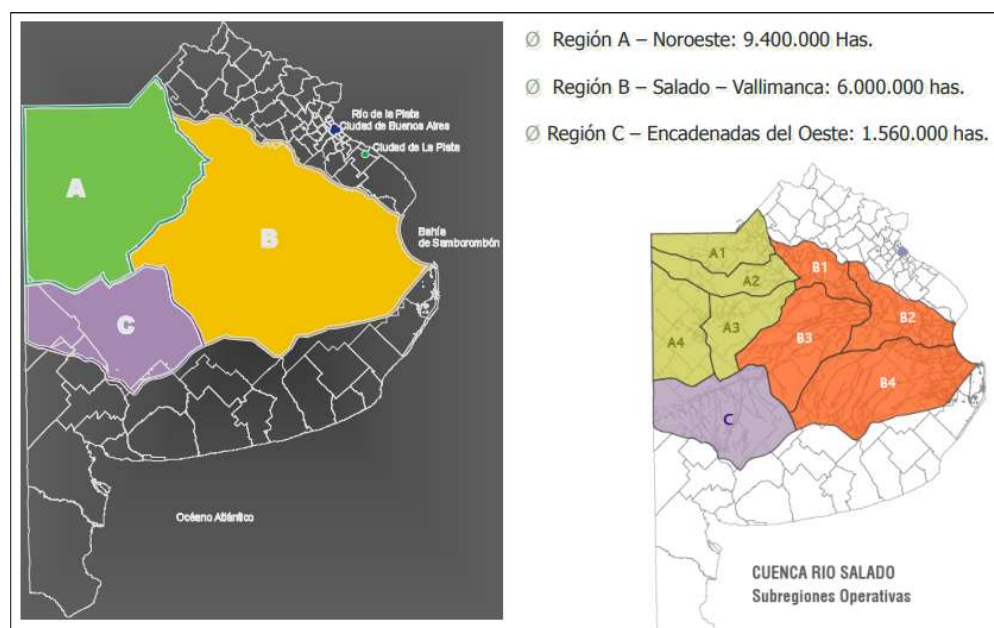 Ø Región A – Noroeste: 9.400.000 Has.
Ø Región B – Salado – Vallimanca: 6.000.000 has.
Ø Región C – Encadenadas del Oeste: 1.560.000 has.
Río de la Plata
Ciudad de Buenos Aires
Ciudad de La Plata
A
B
Bahía
de Samborombón
C
Océano Atlántico
A1
B1
A2
B2
A3
B3
A4
B4
C
CUENCA RIO SALADO
Subregiones Operativas